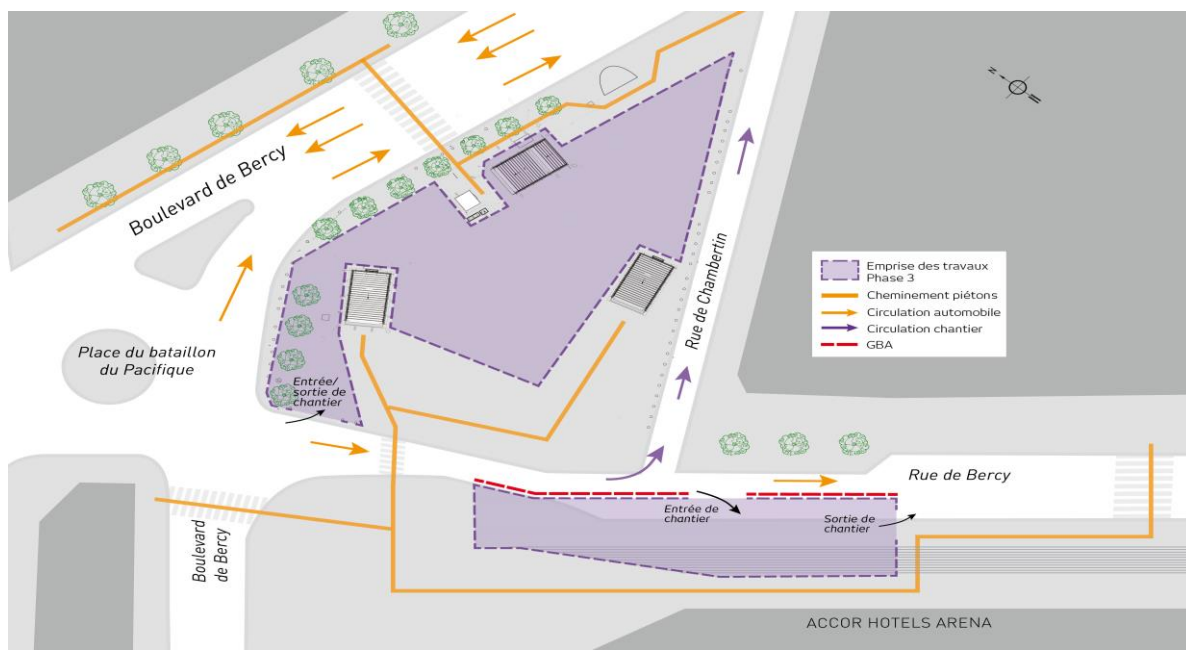 Boulevard de Bercy
N
Place du bataillon
du Pacifique
Entrée/
sortie de
chantier
Rue de Chambertin
Emprise des travaux
Phase 3
Cheminement piétons
Circulation automobile
Circulation chantier
GBA
Rue de Bercy
Entrée de
chantier
Sortie de
chantier
Boulevard
de Bercy
ACCOR HOTELS ARENA